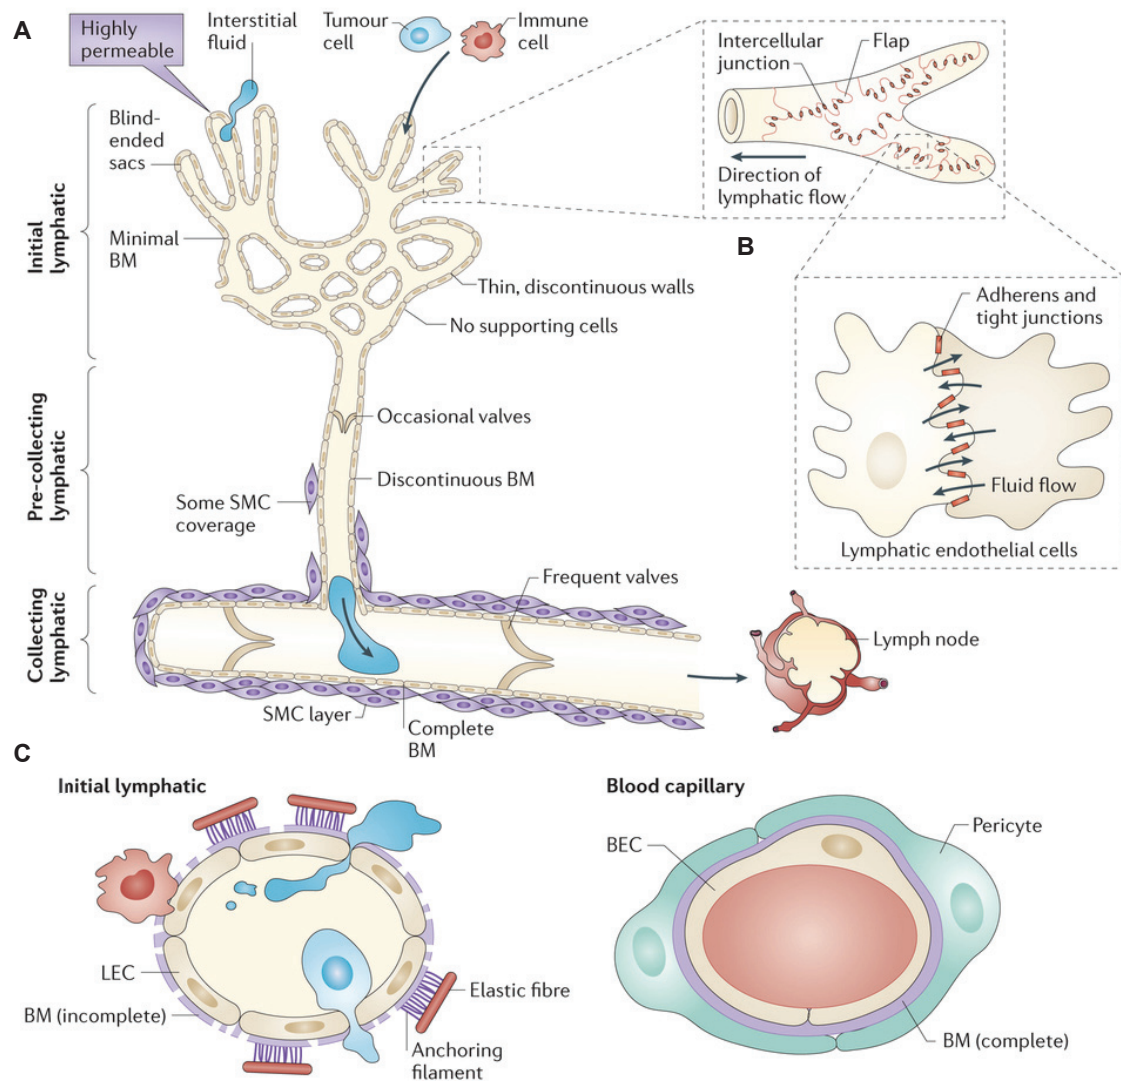 A
Highly
permeable
Interstitial
fluid
Tumour
cell
Immune
cell
Blind-
ended
sacs
Initial
lymphatic
Minimal
BM
Thin, discontinuous walls
No supporting cells
Intercellular
junction
Flap
Direction of
lymphatic flow
B
Adherens and
tight junctions
Fluid flow
Lymphatic endothelial cells
Pre-collecting
lymphatic
Occasional valves
Discontinuous BM
Some SMC
coverage
Collecting
lymphatic
Frequent valves
Lymph node
SMC layer
Complete
BM
C
Initial lymphatic
LEC
BM (incomplete)
Elastic fibre
Anchoring
filament
Blood capillary
BEC
Pericyte
BM (complete)